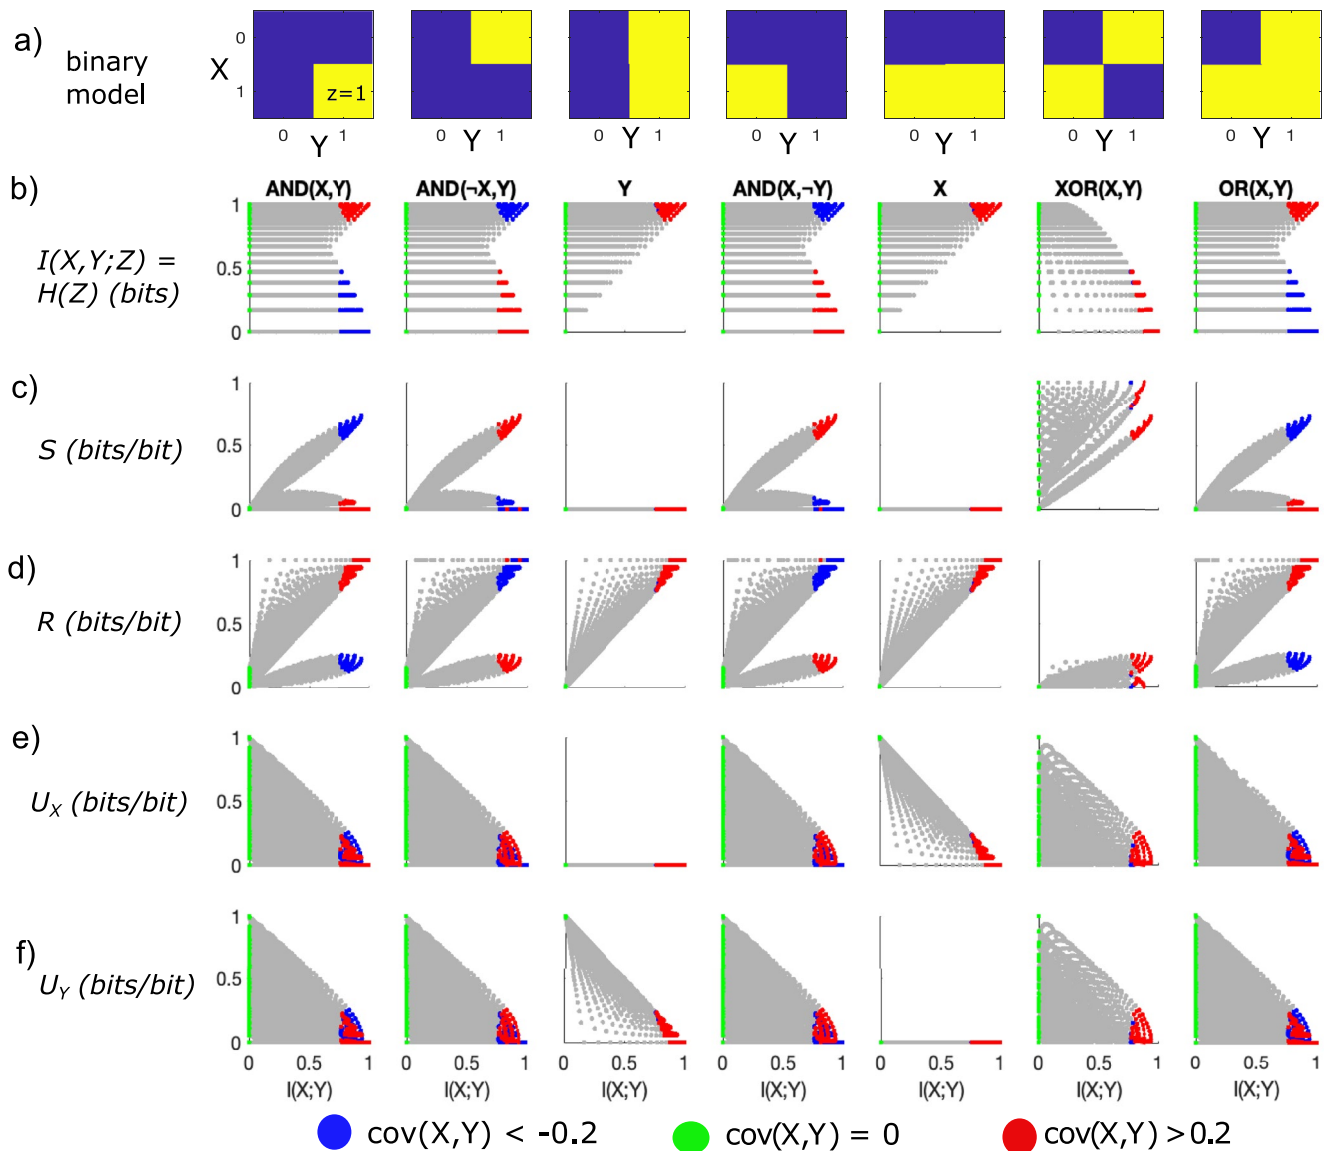 a)
binary
model
X
0
1
z=1
0 Y 1
0 Y 1
0 Y 1
0 Y 1
0 Y 1
0 Y 1
0 Y 1
b)
AND(X,Y) AND(¬X,Y) Y AND(X,¬Y) X XOR(X,Y) OR(X,Y)
I(X,Y;Z) =
H(Z) (bits)
1
0.5
0
c)
S (bits/bit)
1
0.5
0
d)
R (bits/bit)
1
0.5
0
e)
U_X (bits/bit)
1
0.5
0
f)
U_Y (bits/bit)
1
0.5
0
0 0.5 1 0 0.5 1 0 0.5 1 0 0.5 1 0 0.5 1 0 0.5 1 0 0.5 1
I(X;Y) I(X;Y) I(X;Y) I(X;Y) I(X;Y) I(X;Y) I(X;Y)
cov(X,Y) < -0.2 cov(X,Y) = 0 cov(X,Y) >0.2